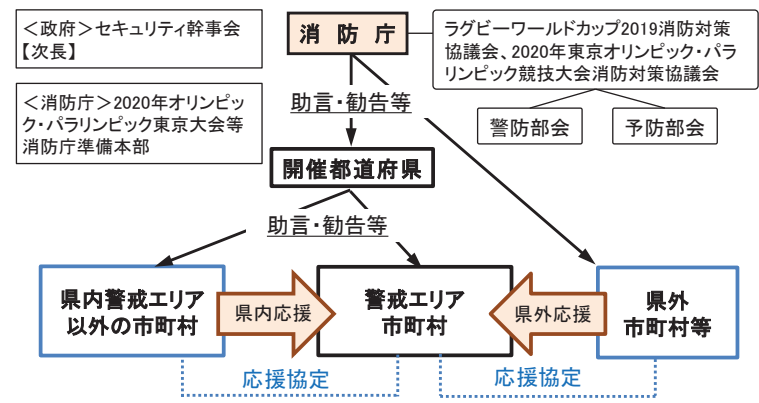 ＜政府＞セキュリティ幹事会
【次長】
消 防 庁
ラグビーワールドカップ2019消防対策
協議会、2020年東京オリンピック・パラ
リンピック競技大会消防対策協議会
＜消防庁＞2020年オリンピッ
ク・パラリンピック東京大会等
消防庁準備本部
助言・勧告等
警防部会
予防部会
開催都道府県
助言・勧告等
県内警戒エリア
以外の市町村
県内応援
警戒エリア
市町村
県外応援
県外
市町村等
応援協定
応援協定